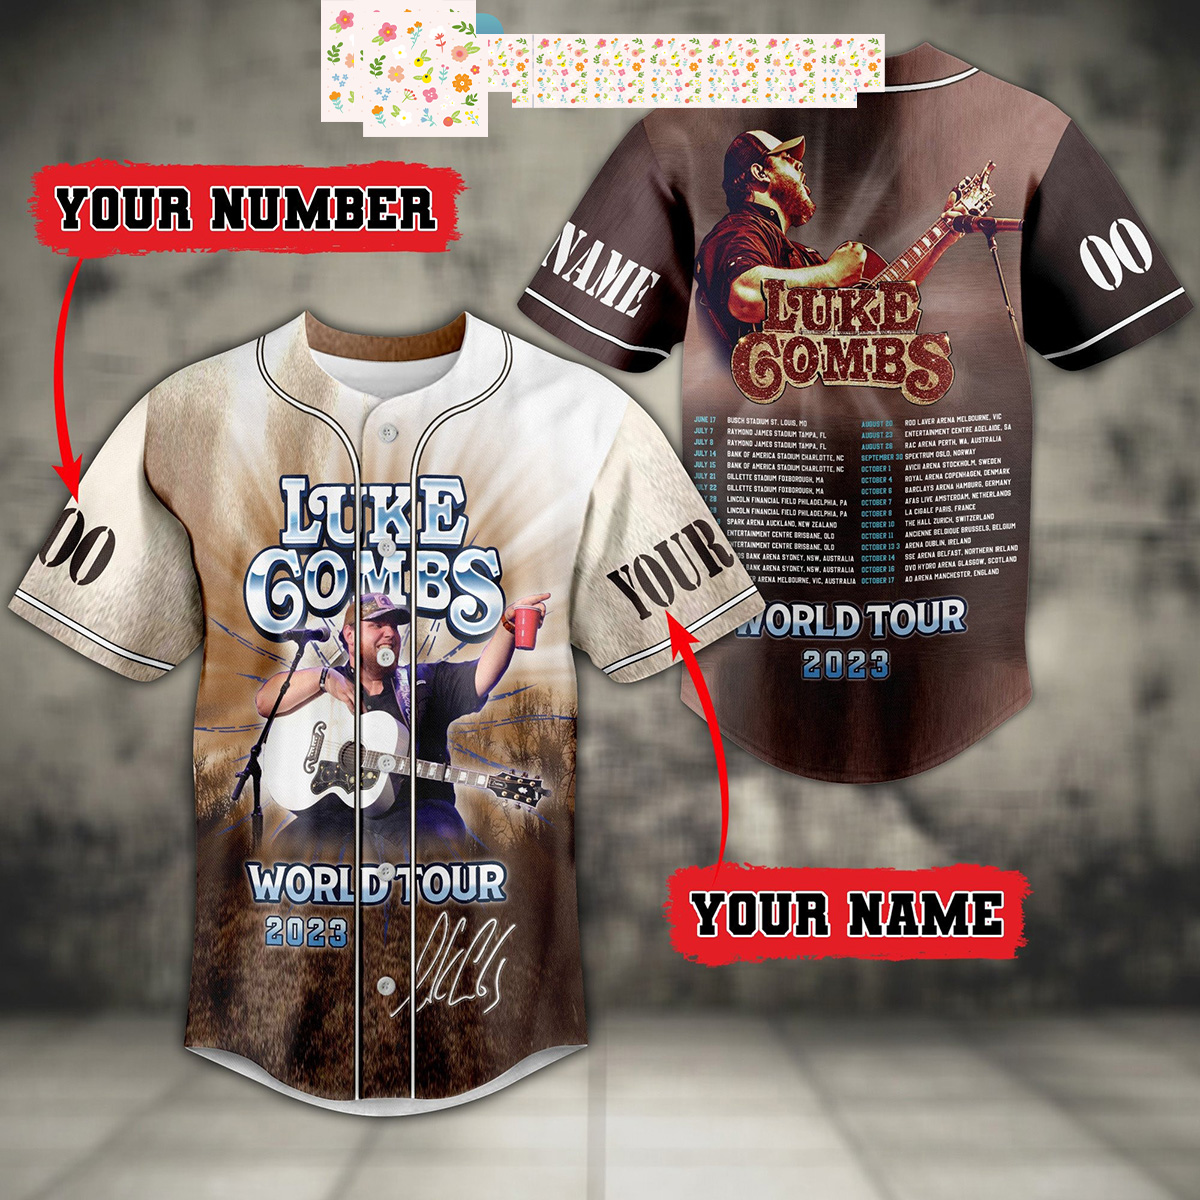 YOUR NUMBER
NAME
00
LUKE
COMBS
JUNE 17 BUSCH STADIUM ST. LOUIS, MO
JULY 7 RAYMOND JAMES STADIUM TAMPA, FL
JULY 8 RAYMOND JAMES STADIUM TAMPA, FL
JULY 14 BANK OF AMERICA STADIUM CHARLOTTE, NC
JULY 15 BANK OF AMERICA STADIUM CHARLOTTE, NC
JULY 21 GILLETTE STADIUM FOXBOROUGH, MA
22 GILLETTE STADIUM FOXBOROUGH, MA
28 LINCOLN FINANCIAL FIELD PHILADELPHIA, PA
LINCOLN FINANCIAL FIELD PHILADELPHIA, PA
SPARK ARENA AUCKLAND, NEW ZEALAND
ENTERTAINMENT CENTRE BRISBANE, QLD
ENTERTAINMENT CENTRE BRISBANE, QLD
BANK ARENA SYDNEY, NSW, AUSTRALIA
BANK ARENA SYDNEY, NSW, AUSTRALIA
ARENA MELBOURNE, VIC, AUSTRALIA
AUGUST 20 ROD LAVER ARENA MELBOURNE, VIC
AUGUST 23 ENTERTAINMENT CENTRE ADELAIDE, SA
AUGUST 26 RAC ARENA PERTH, WA, AUSTRALIA
SEPTEMBER 30 SPEKTRUM OSLO, NORWAY
OCTOBER 1 AVICII ARENA STOCKHOLM, SWEDEN
OCTOBER 4 ROYAL ARENA COPENHAGEN, DENMARK
OCTOBER 6 BARCLAYS ARENA HAMBURG, GERMANY
OCTOBER 7 AFAS LIVE AMSTERDAM, NETHERLANDS
OCTOBER 8 LA CIGALE PARIS, FRANCE
OCTOBER 10 THE HALL ZURICH, SWITZERLAND
OCTOBER 11 ANCIENNE BELGIQUE BRUSSELS, BELGIUM
OCTOBER 13 3 ARENA DUBLIN, IRELAND
OCTOBER 14 SSE ARENA BELFAST, NORTHERN IRELAND
OCTOBER 16 OVO HYDRO ARENA GLASGOW, SCOTLAND
OCTOBER 17 AO ARENA MANCHESTER, ENGLAND
WORLD TOUR
2023
00
LUKE
COMBS
YOUR
WORLD TOUR
2023
YOUR NAME